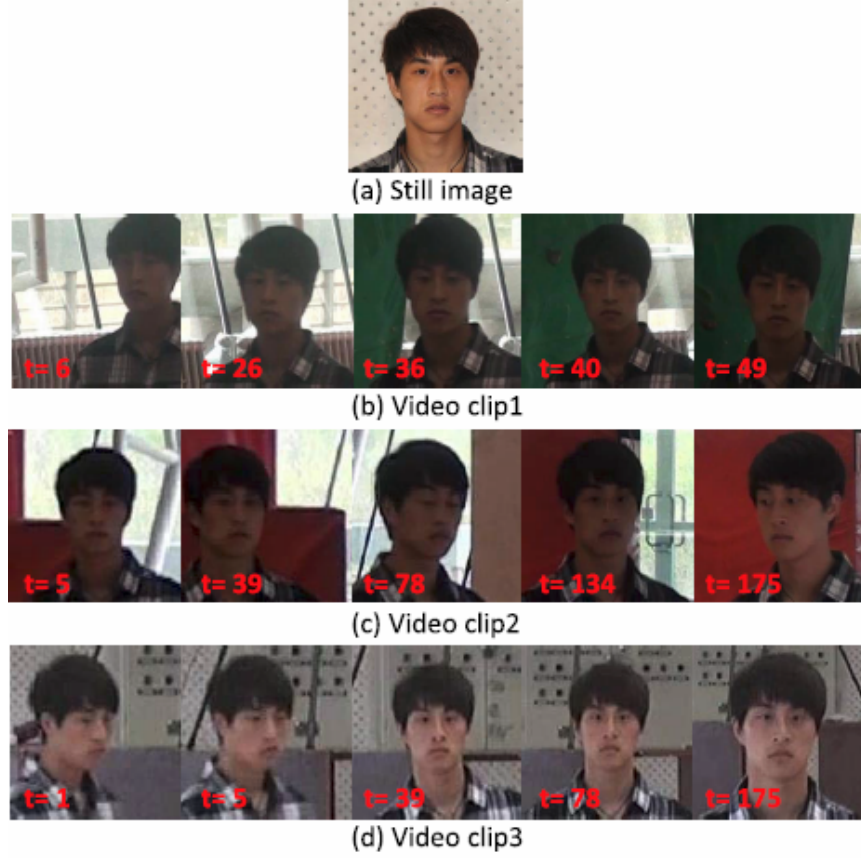 (a) Still image
t= 6 t= 26 t= 36 t= 40 t= 49
(b) Video clip1
t= 5 t= 39 t= 78 t= 134 t= 175
(c) Video clip2
t= 1 t= 5 t= 39 t= 78 t= 175
(d) Video clip3